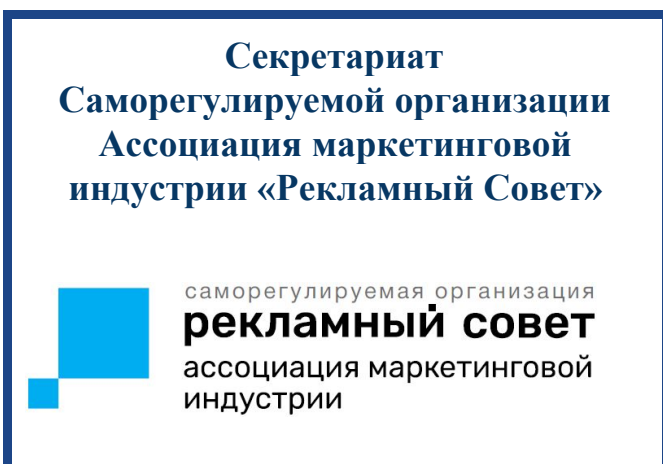 Секретариат
Саморегулируемой организации
Ассоциация маркетинговой
индустрии «Рекламный Совет»
саморегулируемая организация
рекламный совет
ассоциация маркетинговой
индустрии